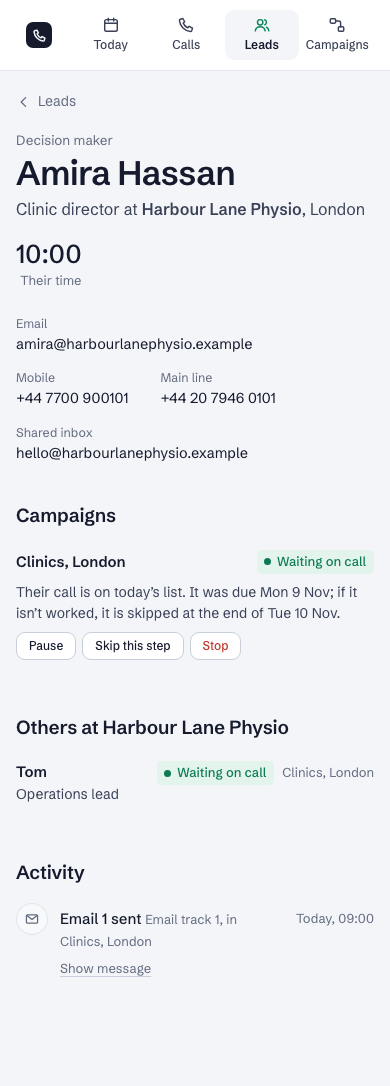 Today
Calls
Leads
Campaigns
Leads
Decision maker
Amira Hassan
Clinic director at Harbour Lane Physio, London
10:00
Their time
Email
amira@harbourlanephysio.example
Mobile
Main line
+44 7700 900101
+44 20 7946 0101
Shared inbox
hello@harbourlanephysio.example
Campaigns
Clinics, London
Waiting on call
Their call is on today’s list. It was due Mon 9 Nov; if it
isn’t worked, it is skipped at the end of Tue 10 Nov.
Pause
Skip this step
Stop
Others at Harbour Lane Physio
Tom
Waiting on call
Clinics, London
Operations lead
Activity
Email 1 sent Email track 1, in
Today, 09:00
Clinics, London
Show message